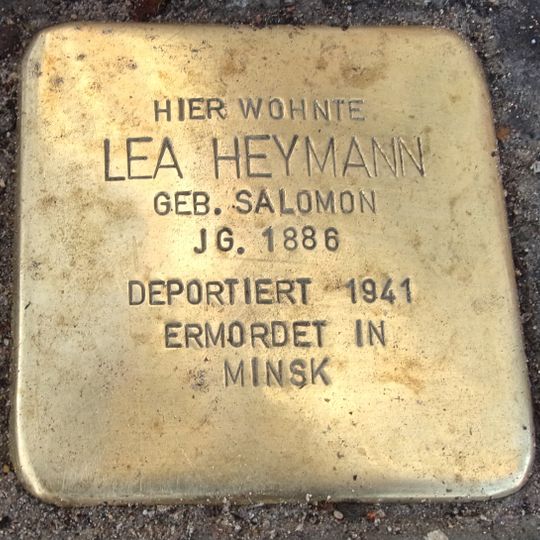 HIER WOHNTE
LEA HEYMANN
GEB. SALOMON
JG. 1886
DEPORTIERT 1941
ERMORDET IN
MINSK